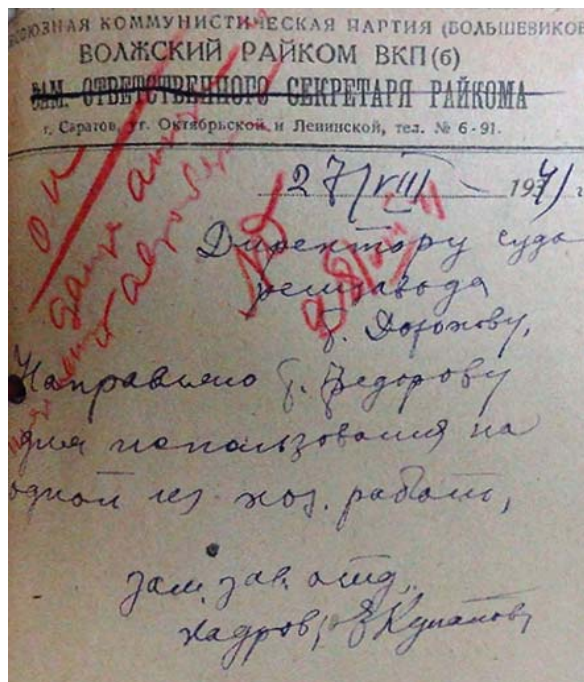 СОЮЗНАЯ КОММУНИСТИЧЕСКАЯ ПАРТИЯ (БОЛЬШЕВИКОВ
ВОЛЖСКИЙ РАЙКОМ ВКП(б)
ЗАМ. ОТВЕТСТВЕННОГО СЕКРЕТАРЯ РАЙКОМА
г. Саратов, уг. Октябрьской и Ленинской, тел. № 6-91.
27/VIII 1941 г.
Директору судо
ремзавода
т. Дорохову,
Направляю т. Федорову
для использования на
одной из хоз. работ,
зам. зав. отд.
кадров,